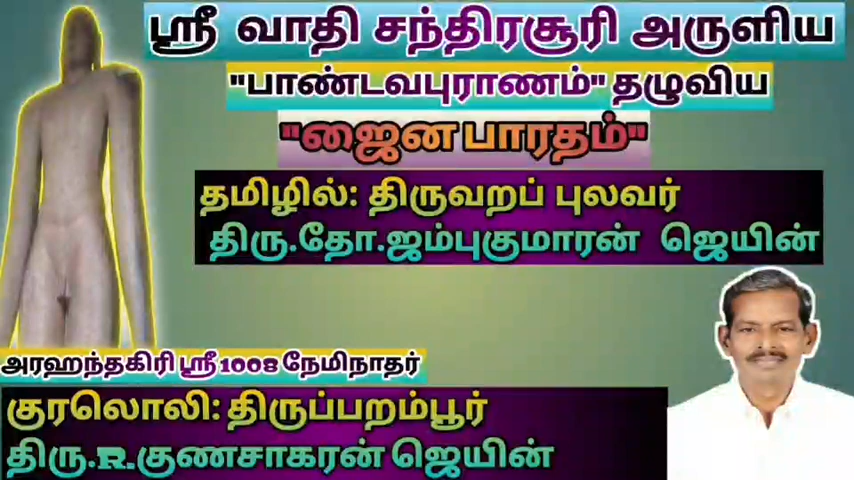 ஸ்ரீ வாதி சந்திரசூரி அருளிய
"பாண்டவபுராணம்" தழுவிய
"ஜைன பாரதம்"
தமிழில்: திருவறப் புலவர்
திரு.தோ.ஜம்புகுமாரன் ஜெயின்
அரஹந்தகிரி ஸ்ரீ 1008 நேமிநாதர்
குரலொலி: திருப்பறம்பூர்
திரு.R.குணசாகரன் ஜெயின்